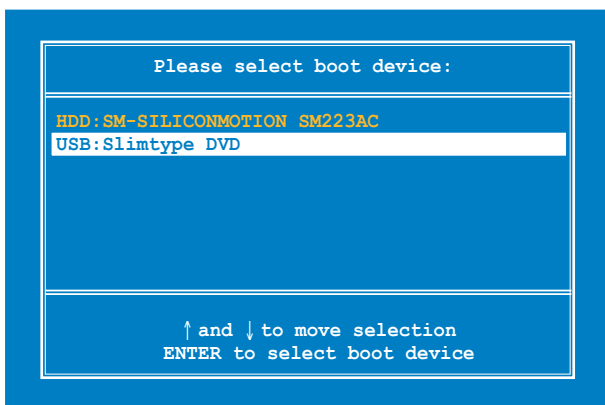 Please select boot device:
HDD:SM-SILICONMOTION SM223AC
USB:Slimtype DVD
↑ and ↓ to move selection
ENTER to select boot device